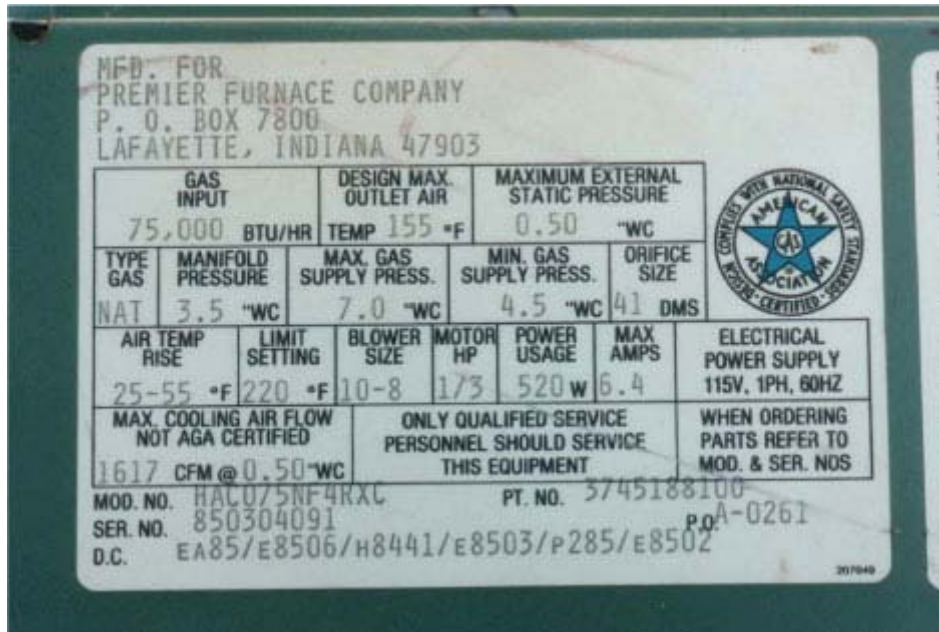 MFD. FOR
PREMIER FURNACE COMPANY
P. O. BOX 7800
LAFAYETTE, INDIANA 47903
GAS INPUT
75,000 BTU/HR
DESIGN MAX. OUTLET AIR
TEMP 155 °F
MAXIMUM EXTERNAL STATIC PRESSURE
0.50 "WC
TYPE GAS
NAT
MANIFOLD PRESSURE
3.5 "WC
MAX. GAS SUPPLY PRESS.
7.0 "WC
MIN. GAS SUPPLY PRESS.
4.5 "WC
ORIFICE SIZE
41 DMS
AIR TEMP RISE
25-55 °F
LIMIT SETTING
220 °F
BLOWER SIZE
10-8
MOTOR HP
1/3
POWER USAGE
520 W
MAX AMPS
6.4
ELECTRICAL
POWER SUPPLY
115V, 1PH, 60HZ
MAX. COOLING AIR FLOW
NOT AGA CERTIFIED
1617 CFM @ 0.50 "WC
ONLY QUALIFIED SERVICE
PERSONNEL SHOULD SERVICE
THIS EQUIPMENT
WHEN ORDERING
PARTS REFER TO
MOD. & SER. NOS
AMERICAN GAS ASSOCIATION
DESIGN CERTIFIED
COMPLIES WITH NATIONAL SAFETY STANDARDS
MOD. NO. HAC075NF4RXC PT. NO. 3745188100
SER. NO. 850304091 P.O. A-0261
D.C. EA85/E8506/H8441/E8503/P285/E8502
207049